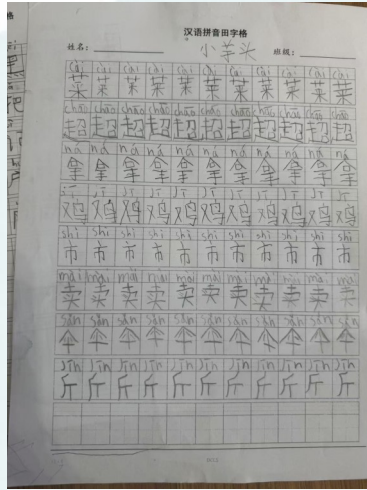 汉语拼音田字格
姓名： 小羊头 班级：
cài cài cài cài cài cài cài cài cài cài
菜 菜 菜 菜 菜 菜 菜 菜 菜 菜
chāo chāo chāo chāo chāo chāo chāo chāo chāo chāo
超 超 超 超 超 超 超 超 超 超
ná ná ná ná ná ná ná ná ná ná
拿 拿 拿 拿 拿 拿 拿 拿 拿 拿
jī jī jī jī jī jī jī jī jī jī
鸡 鸡 鸡 鸡 鸡 鸡 鸡 鸡 鸡 鸡
shì shì shì shì shì shì shì shì shì shì
市 市 市 市 市 市 市 市 市 市
mài mài mài mài mài mài mài mài mài mài
卖 卖 卖 卖 卖 卖 卖 卖 卖 卖
sǎn sǎn sǎn sǎn sǎn sǎn sǎn sǎn sǎn sǎn
伞 伞 伞 伞 伞 伞 伞 伞 伞 伞
jīn jīn jīn jīn jīn jīn jīn jīn jīn jīn
斤 斤 斤 斤 斤 斤 斤 斤 斤 斤